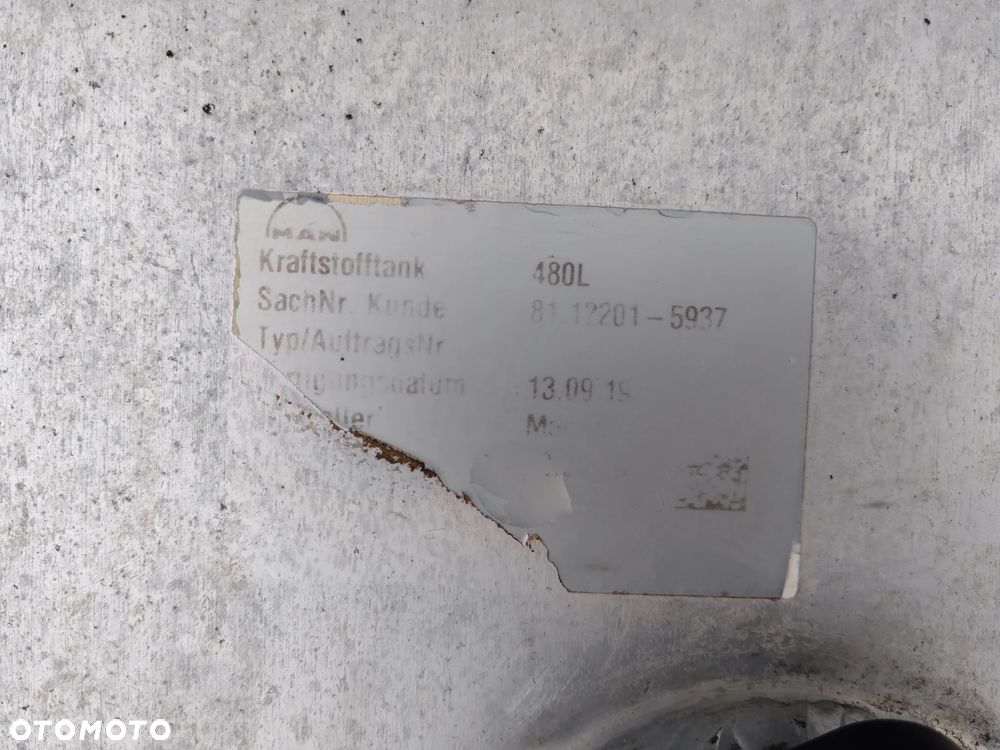 MAN
Kraftstofftank 480L
SachNr. Kunde 81.12201-5937
Typ/AuftragsNr
13.09.19
OTOMOTO